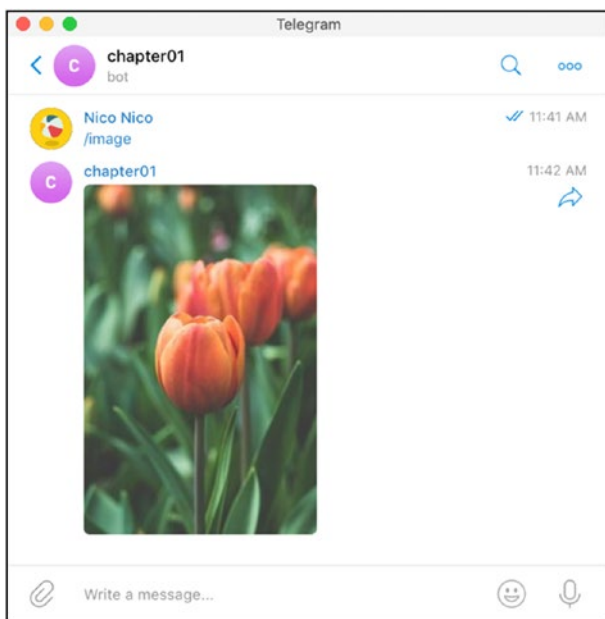 Telegram
C
chapter01
bot
Nico Nico
11:41 AM
/image
C
chapter01
11:42 AM
Write a message...